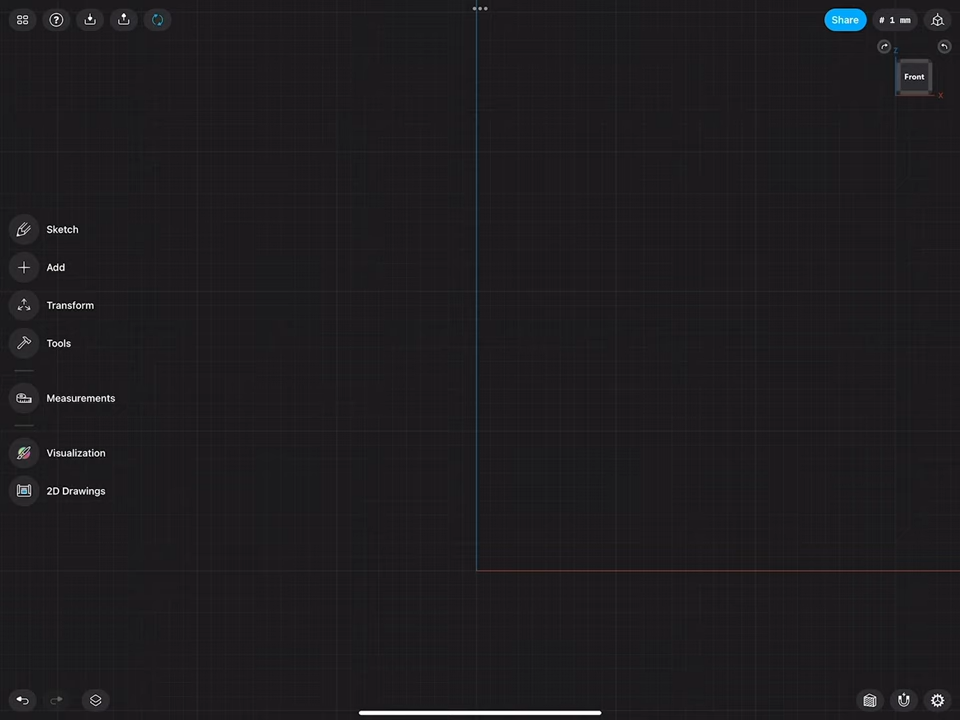 Share
# 1 mm
Z
Front
X
Sketch
Add
Transform
Tools
Measurements
Visualization
2D Drawings